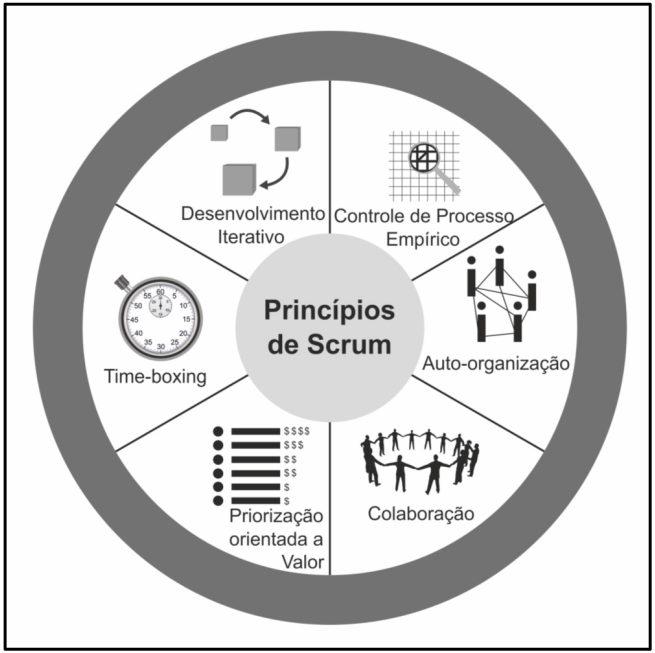 Princípios
de Scrum
Controle de Processo
Empírico
Auto-organização
Colaboração
$$$$
$$$
$$
$$
$
$
Priorização
orientada a
Valor
60
5
10
15
20
25
30
35
40
45
50
55
Time-boxing
Desenvolvimento
Iterativo